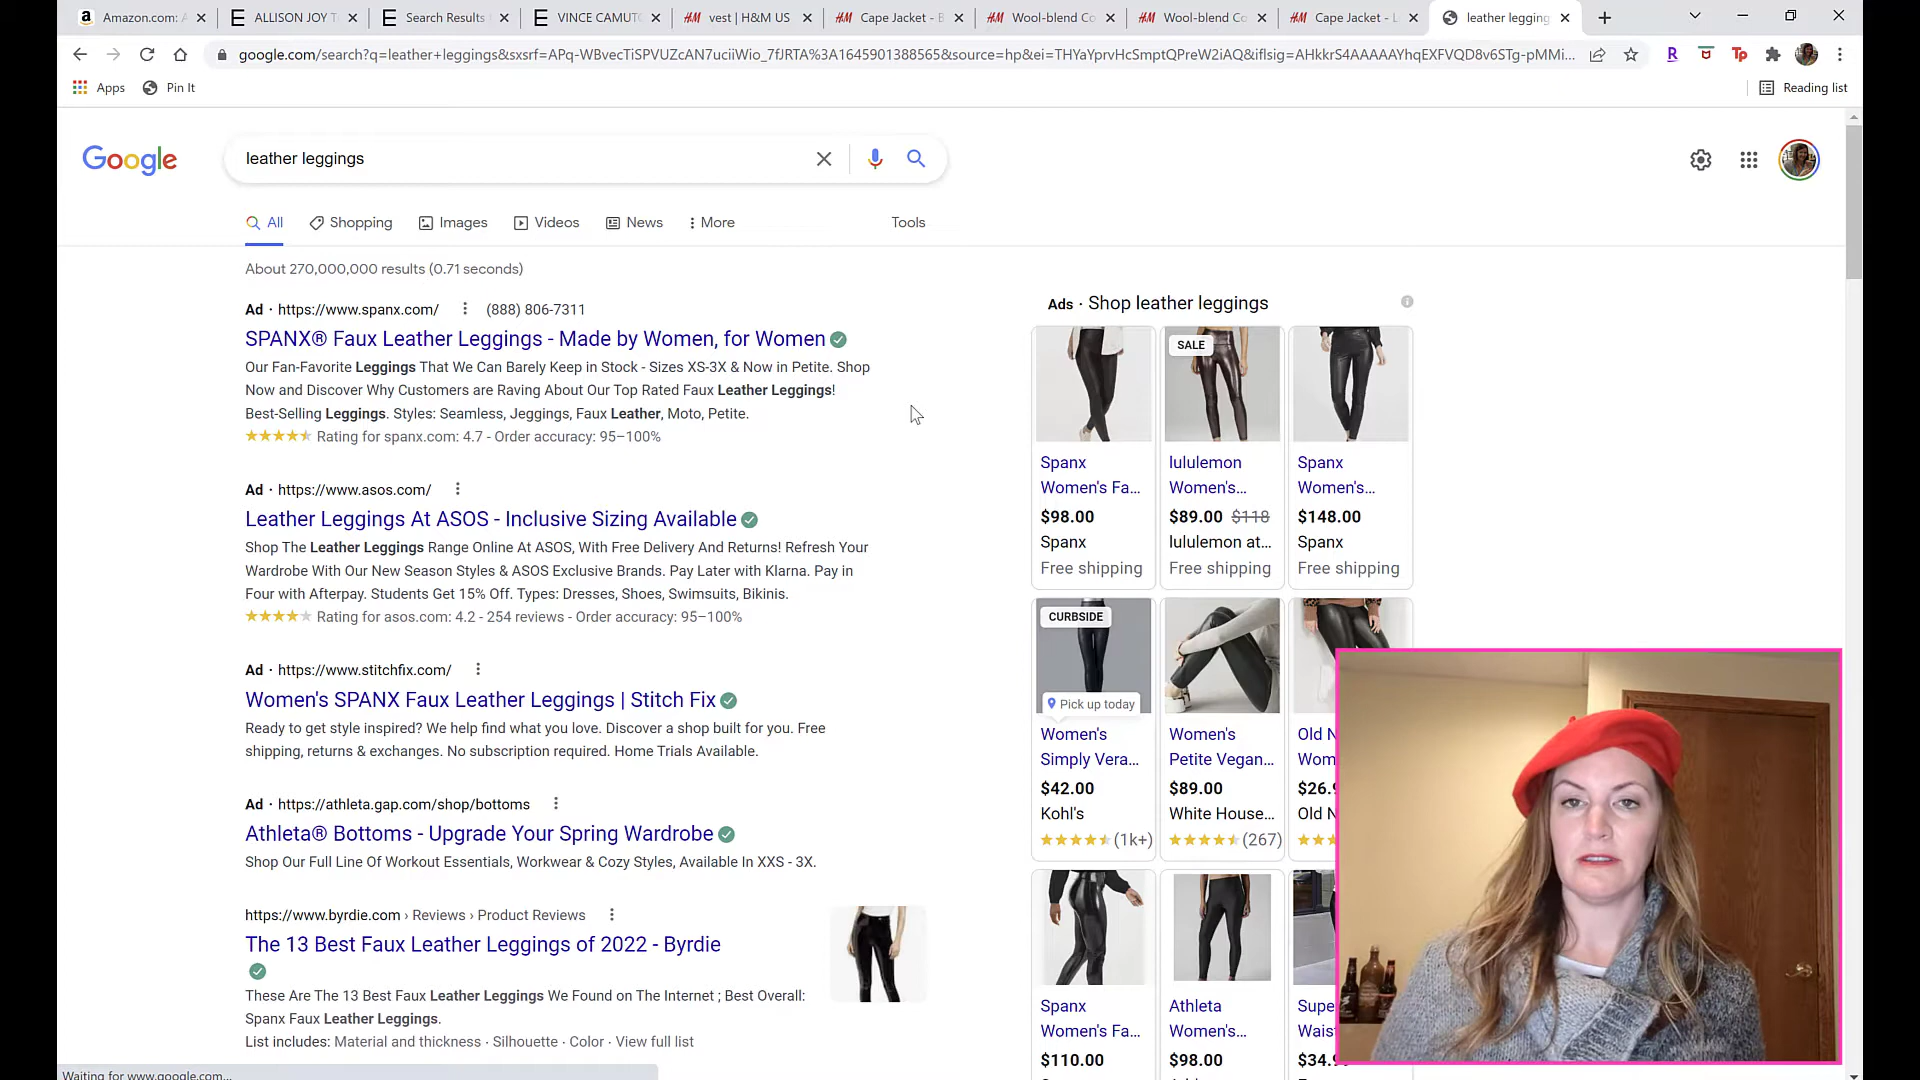 Amazon.com: A
ALLISON JOY T
Search Results
VINCE CAMUT
vest | H&M US
Cape Jacket - B
Wool-blend Co
Wool-blend Co
Cape Jacket - L
leather legging
google.com/search?q=leather+leggings&sxsrf=APq-WBvecTiSPVUZcAN7uciiWio_7fJRTA%3A1645901388565&source=hp&ei=THYaYprvHcSmptQPreW2iAQ&iflsig=AHkkrS4AAAAAYhqEXFVQD8v6STg-pMMi...
Apps
Pin It
Reading list
Google
leather leggings
All
Shopping
Images
Videos
News
More
Tools
About 270,000,000 results (0.71 seconds)
Ad · https://www.spanx.com/ (888) 806-7311
SPANX® Faux Leather Leggings - Made by Women, for Women
Our Fan-Favorite Leggings That We Can Barely Keep in Stock - Sizes XS-3X & Now in Petite. Shop
Now and Discover Why Customers are Raving About Our Top Rated Faux Leather Leggings!
Best-Selling Leggings. Styles: Seamless, Jeggings, Faux Leather, Moto, Petite.
Rating for spanx.com: 4.7 - Order accuracy: 95–100%
Ad · https://www.asos.com/
Leather Leggings At ASOS - Inclusive Sizing Available
Shop The Leather Leggings Range Online At ASOS, With Free Delivery And Returns! Refresh Your
Wardrobe With Our New Season Styles & ASOS Exclusive Brands. Pay Later with Klarna. Pay in
Four with Afterpay. Students Get 15% Off. Types: Dresses, Shoes, Swimsuits, Bikinis.
Rating for asos.com: 4.2 - 254 reviews - Order accuracy: 95–100%
Ad · https://www.stitchfix.com/
Women's SPANX Faux Leather Leggings | Stitch Fix
Ready to get style inspired? We help find what you love. Discover a shop built for you. Free
shipping, returns & exchanges. No subscription required. Home Trials Available.
Ad · https://athleta.gap.com/shop/bottoms
Athleta® Bottoms - Upgrade Your Spring Wardrobe
Shop Our Full Line Of Workout Essentials, Workwear & Cozy Styles, Available In XXS - 3X.
https://www.byrdie.com › Reviews › Product Reviews
The 13 Best Faux Leather Leggings of 2022 - Byrdie
These Are The 13 Best Faux Leather Leggings We Found on The Internet ; Best Overall:
Spanx Faux Leather Leggings.
List includes: Material and thickness · Silhouette · Color · View full list
Waiting for www.google.com...
Ads · Shop leather leggings
Spanx
Women's Fa...
$98.00
Spanx
Free shipping
SALE
lululemon
Women's...
$89.00 $118
lululemon at...
Free shipping
Spanx
Women's...
$148.00
Spanx
Free shipping
CURBSIDE
Pick up today
Women's
Simply Vera...
$42.00
Kohl's
(1k+)
Women's
Petite Vegan...
$89.00
White House...
(267)
Old N
Wom
$26.9
Old N
Spanx
Women's Fa...
$110.00
Athleta
Women's...
$98.00
Supe
Waist
$34.9